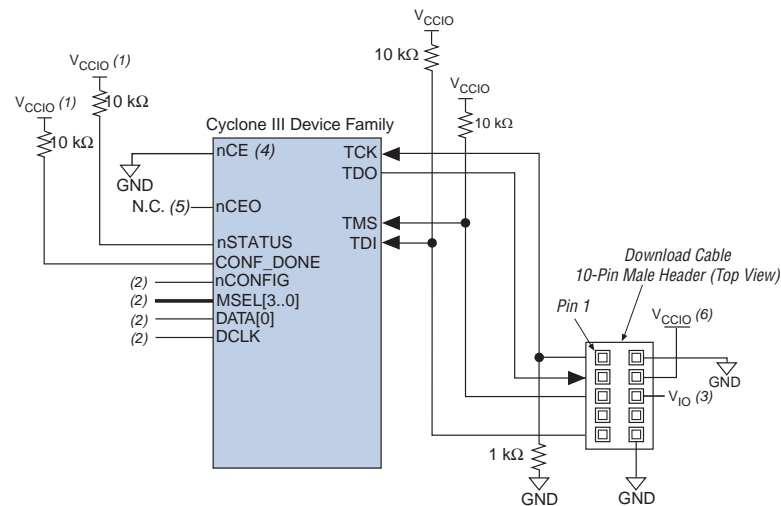 VCCIO
10 kΩ
VCCIO (1)
VCCIO
VCCIO (1)
10 kΩ
10 kΩ
10 kΩ
Cyclone III Device Family
nCE (4)
TCK
GND
TDO
N.C. (5)
nCEO
TMS
nSTATUS
TDI
CONF_DONE
(2)
nCONFIG
(2)
MSEL[3..0]
(2)
DATA[0]
(2)
DCLK
Download Cable
10-Pin Male Header (Top View)
Pin 1
VCCIO (6)
GND
VIO (3)
1 kΩ
GND
GND